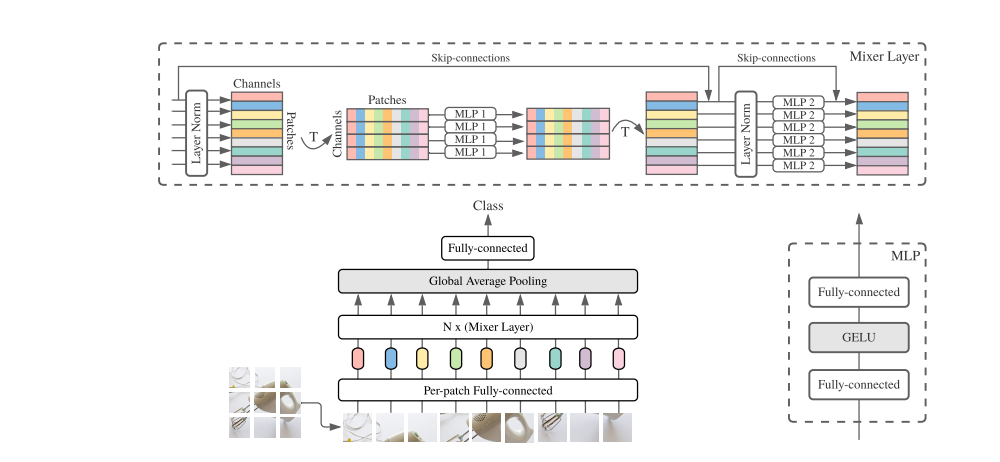 Skip-connections
Skip-connections
Mixer Layer
Channels
Patches
Layer Norm
Patches
T
Channels
MLP 1
MLP 1
MLP 1
MLP 1
T
Layer Norm
MLP 2
MLP 2
MLP 2
MLP 2
MLP 2
MLP 2
Class
Fully-connected
Global Average Pooling
N x (Mixer Layer)
Per-patch Fully-connected
MLP
Fully-connected
GELU
Fully-connected